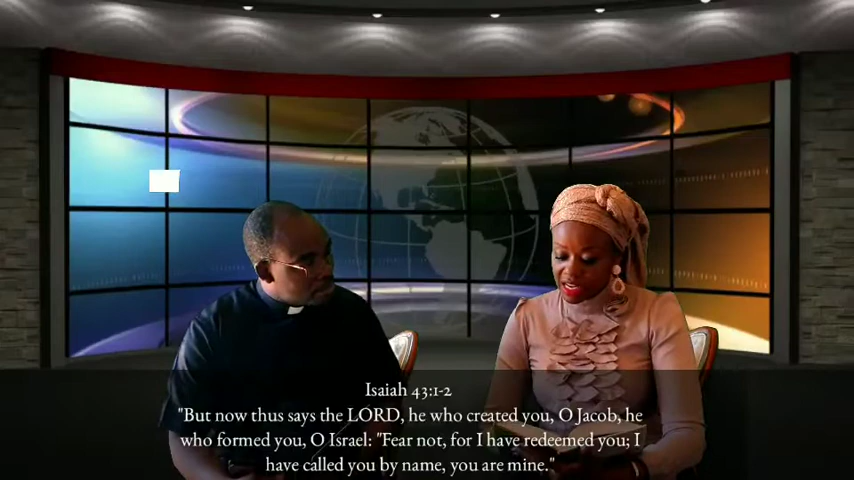 Isaiah 43:1-2
"But now thus says the LORD, he who created you, O Jacob, he
who formed you, O Israel: "Fear not, for I have redeemed you; I
have called you by name, you are mine."